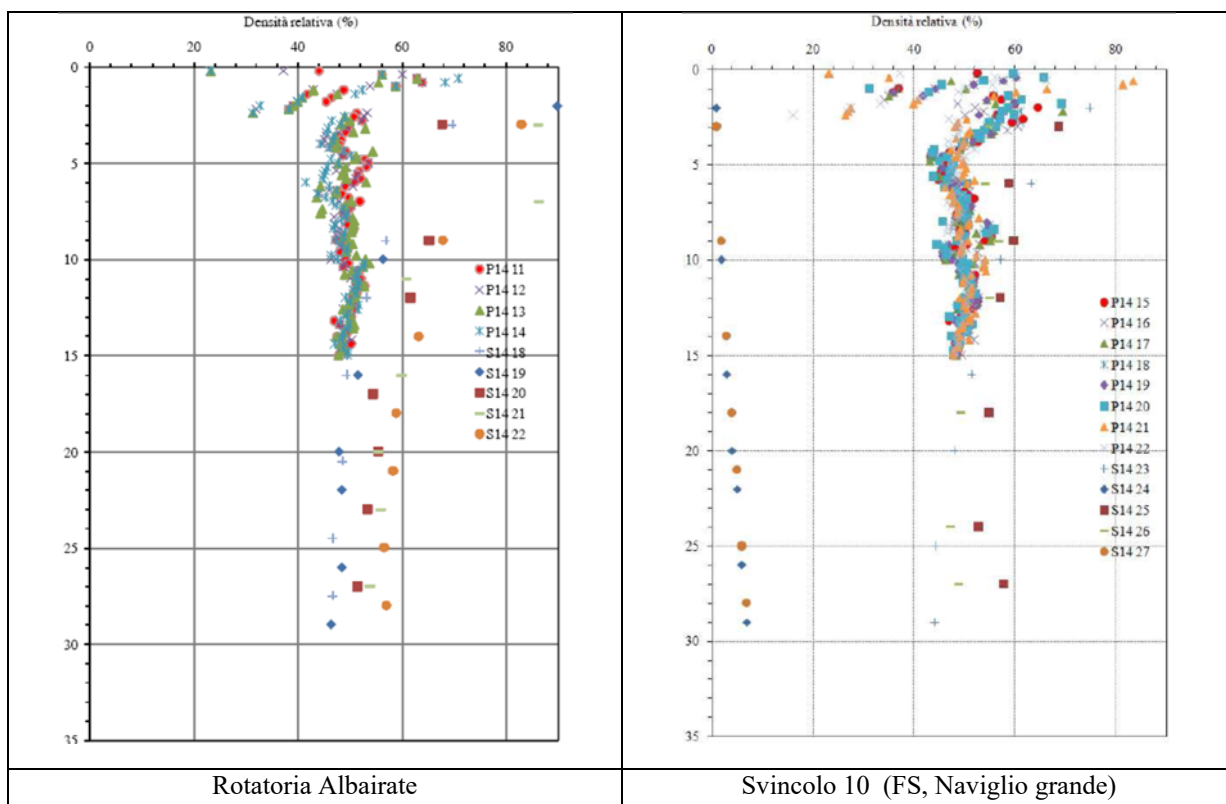 Densità relativa (%)
0 20 40 60 80
0
5
10
15
20
25
30
35
P14 11
P14 12
P14 13
P14 14
S14 18
S14 19
S14 20
S14 21
S14 22
Rotatoria Albairate
Densità relativa (%)
0 20 40 60 80
0
5
10
15
20
25
30
35
P14 15
P14 16
P14 17
P14 18
P14 19
P14 20
P14 21
P14 22
S14 23
S14 24
S14 25
S14 26
S14 27
Svincolo 10 (FS, Naviglio grande)